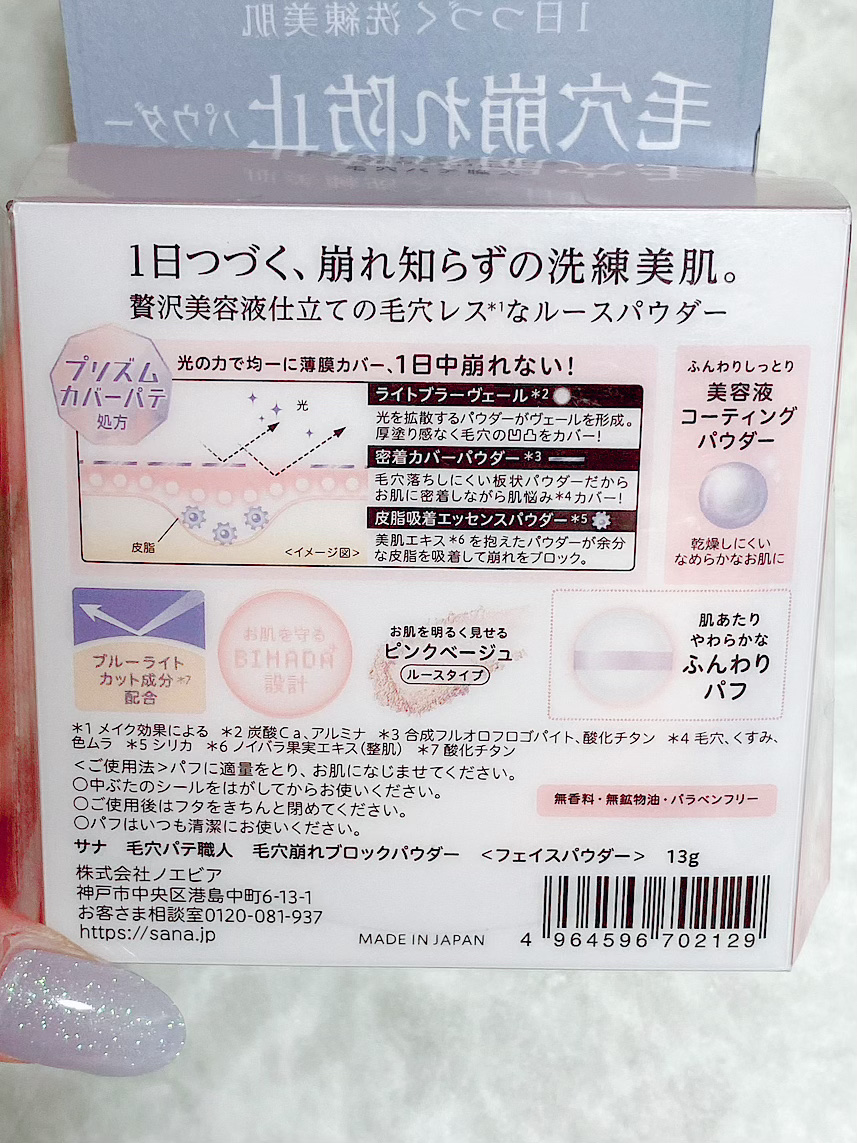 1日つづく洗練美肌
毛穴崩れ防止パウダー
1日つづく、崩れ知らずの洗練美肌。
贅沢美容液仕立ての毛穴レス*1なルースパウダー
プリズム
カバーパテ
処方
光の力で均一に薄膜カバー、1日中崩れない!
光
皮脂
<イメージ図>
ライトブラーヴェール*2
光を拡散するパウダーがヴェールを形成。
厚塗り感なく毛穴の凹凸をカバー!
密着カバーパウダー*3
毛穴落ちしにくい板状パウダーだから
お肌に密着しながら肌悩み*4カバー!
皮脂吸着エッセンスパウダー*5
美肌エキス*6を抱えたパウダーが余分
な皮脂を吸着して崩れをブロック。
ふんわりしっとり
美容液
コーティング
パウダー
乾燥しにくい
なめらかなお肌に
ブルーライト
カット成分*7
配合
お肌を守る
BIHADA
設計
お肌を明るく見せる
ピンクベージュ
ルースタイプ
肌あたり
やわらかな
ふんわり
パフ
*1 メイク効果による *2 炭酸Ca、アルミナ *3 合成フルオロフロゴパイト、酸化チタン *4 毛穴、くすみ、
色ムラ *5 シリカ *6 ノイバラ果実エキス(整肌) *7 酸化チタン
<ご使用法>パフに適量をとり、お肌になじませてください。
○中ぶたのシールをはがしてからお使いください。
○ご使用後はフタをきちんと閉めてください。
○パフはいつも清潔にお使いください。
無香料・無鉱物油・パラベンフリー
サナ 毛穴パテ職人 毛穴崩れブロックパウダー <フェイスパウダー> 13g
株式会社ノエビア
神戸市中央区港島中町6-13-1
お客さま相談室0120-081-937
https://sana.jp
MADE IN JAPAN
4 964596 702129